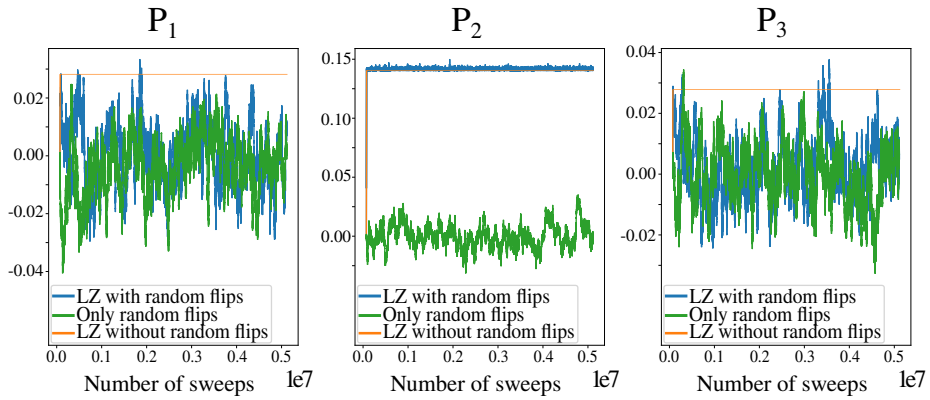 P1
0.02
0.00
-0.02
-0.04
LZ with random flips
Only random flips
LZ without random flips
0.0 0.1 0.2 0.3 0.4 0.5
1e7
Number of sweeps
P2
0.15
0.10
0.05
0.00
LZ with random flips
Only random flips
LZ without random flips
0.0 0.1 0.2 0.3 0.4 0.5
1e7
Number of sweeps
P3
0.04
0.02
0.00
-0.02
LZ with random flips
Only random flips
LZ without random flips
0.0 0.1 0.2 0.3 0.4 0.5
1e7
Number of sweeps